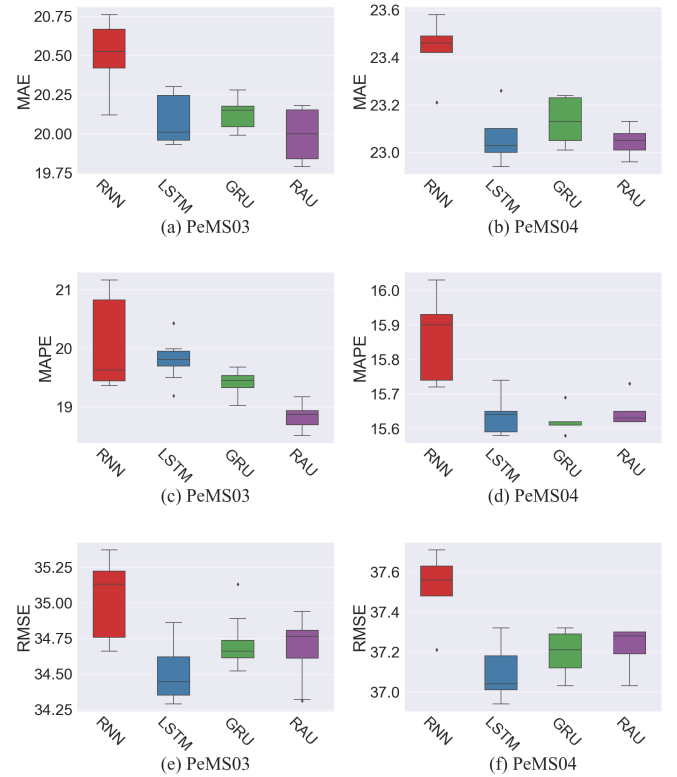 20.75
20.50
20.25
20.00
19.75
MAE
RNN
LSTM
GRU
RAU
(a) PeMS03
23.6
23.4
23.2
23.0
MAE
RNN
LSTM
GRU
RAU
(b) PeMS04
21
20
19
MAPE
RNN
LSTM
GRU
RAU
(c) PeMS03
16.0
15.9
15.8
15.7
15.6
MAPE
RNN
LSTM
GRU
RAU
(d) PeMS04
35.25
35.00
34.75
34.50
34.25
RMSE
RNN
LSTM
GRU
RAU
(e) PeMS03
37.6
37.4
37.2
37.0
RMSE
RNN
LSTM
GRU
RAU
(f) PeMS04